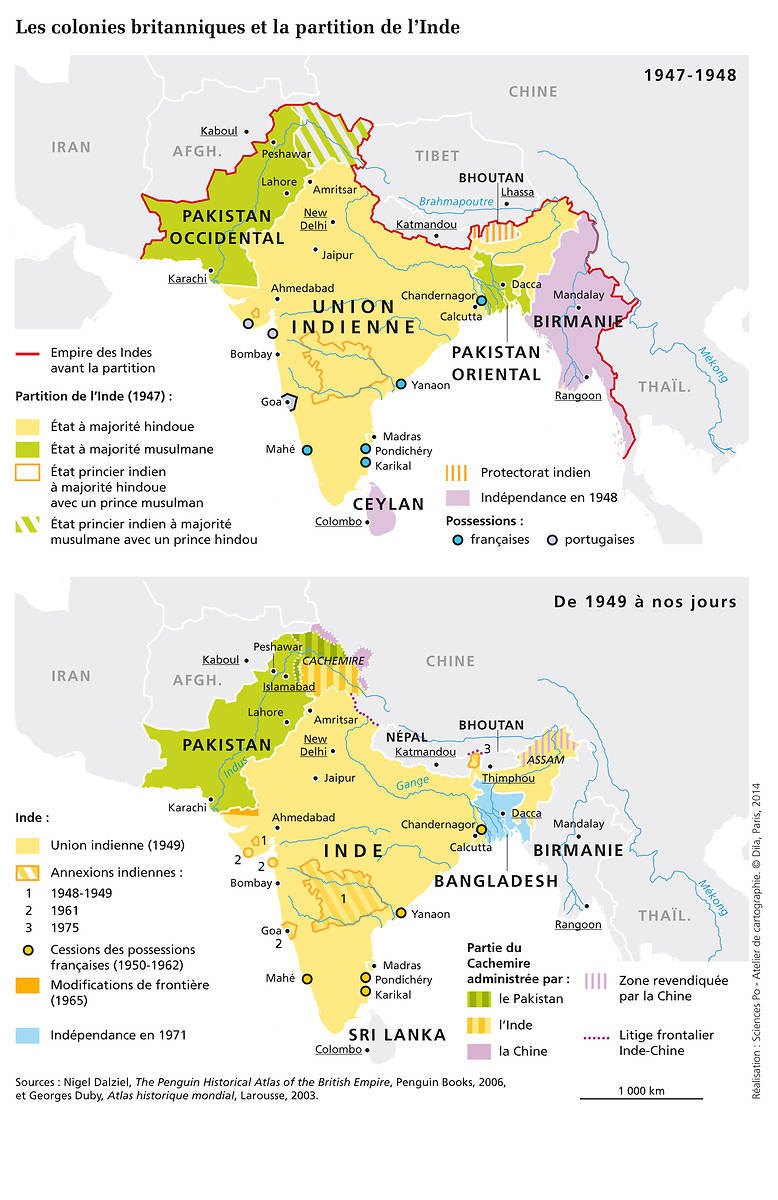 Les colonies britanniques et la partition de l’Inde
1947-1948
CHINE
IRAN
AFGH.
Kaboul
Peshawar
TIBET
BHOUTAN
Lhassa
Lahore
Amritsar
Brahmapoutre
PAKISTAN
OCCIDENTAL
New
Delhi
Katmandou
Jaipur
Karachi
Ahmedabad
Chandernagor
Dacca
Mandalay
UNION
INDIENNE
Calcutta
BIRMANIE
Bombay
PAKISTAN
ORIENTAL
Mékong
Yanaon
THAÏL.
Rangoon
Goa
Mahé
Madras
Pondichéry
Karikal
CEYLAN
Colombo
Empire des Indes
avant la partition
Partition de l’Inde (1947) :
État à majorité hindoue
État à majorité musulmane
État princier indien
à majorité hindoue
avec un prince musulman
État princier indien à majorité
musulmane avec un prince hindou
Protectorat indien
Indépendance en 1948
Possessions :
françaises
portugaises
De 1949 à nos jours
IRAN
AFGH.
Kaboul
Peshawar
CACHEMIRE
CHINE
Islamabad
Lahore
Amritsar
PAKISTAN
New
Delhi
NÉPAL
Katmandou
BHOUTAN
3
ASSAM
Indus
Jaipur
Gange
Thimphou
Karachi
Ahmedabad
Chandernagor
Dacca
Mandalay
1
2
2
INDE
Calcutta
BIRMANIE
Bombay
BANGLADESH
Mékong
1
Yanaon
THAÏL.
Rangoon
Goa
2
Mahé
Madras
Pondichéry
Karikal
SRI LANKA
Colombo
Inde :
Union indienne (1949)
Annexions indiennes :
1 1948-1949
2 1961
3 1975
Cessions des possessions
françaises (1950-1962)
Modifications de frontière
(1965)
Indépendance en 1971
Partie du
Cachemire
administrée par :
le Pakistan
l’Inde
la Chine
Zone revendiquée
par la Chine
Litige frontalier
Inde-Chine
Sources : Nigel Dalziel, The Penguin Historical Atlas of the British Empire, Penguin Books, 2006,
et Georges Duby, Atlas historique mondial, Larousse, 2003.
1 000 km
Réalisation : Sciences Po - Atelier de cartographie. © Dila, Paris, 2014